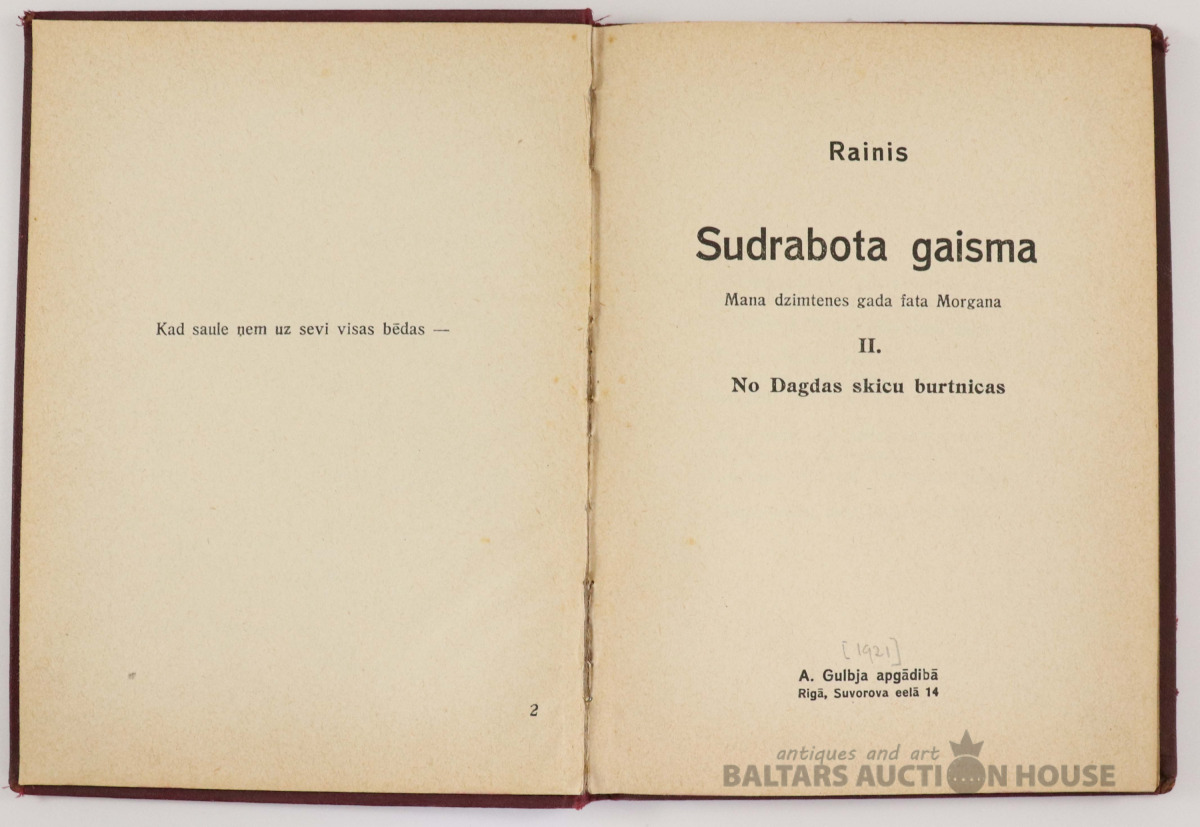 Kad saule ņem uz sevi visas bēdas —
2
Rainis
Sudrabota gaisma
Mana dzimtenes gada fata Morgana
II.
No Dagdas skicu burtnicas
[1921]
A. Gulbja apgādībā
Rigā, Suvorova eelā 14
antiques and art
BALTARS AUCTION HOUSE